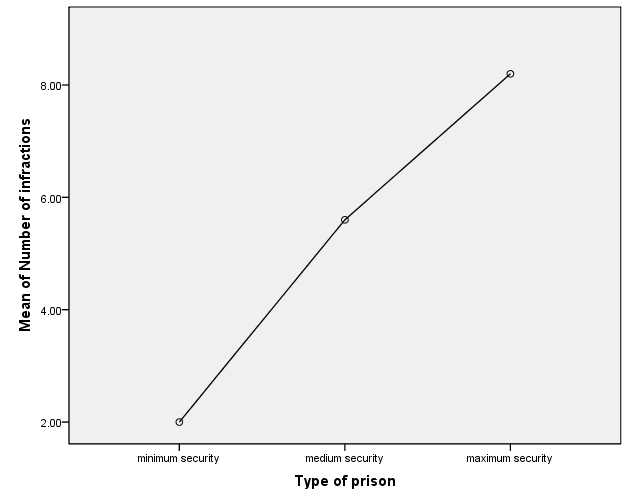 Mean of Number of infractions
8.00
6.00
4.00
2.00
minimum security
medium security
maximum security
Type of prison